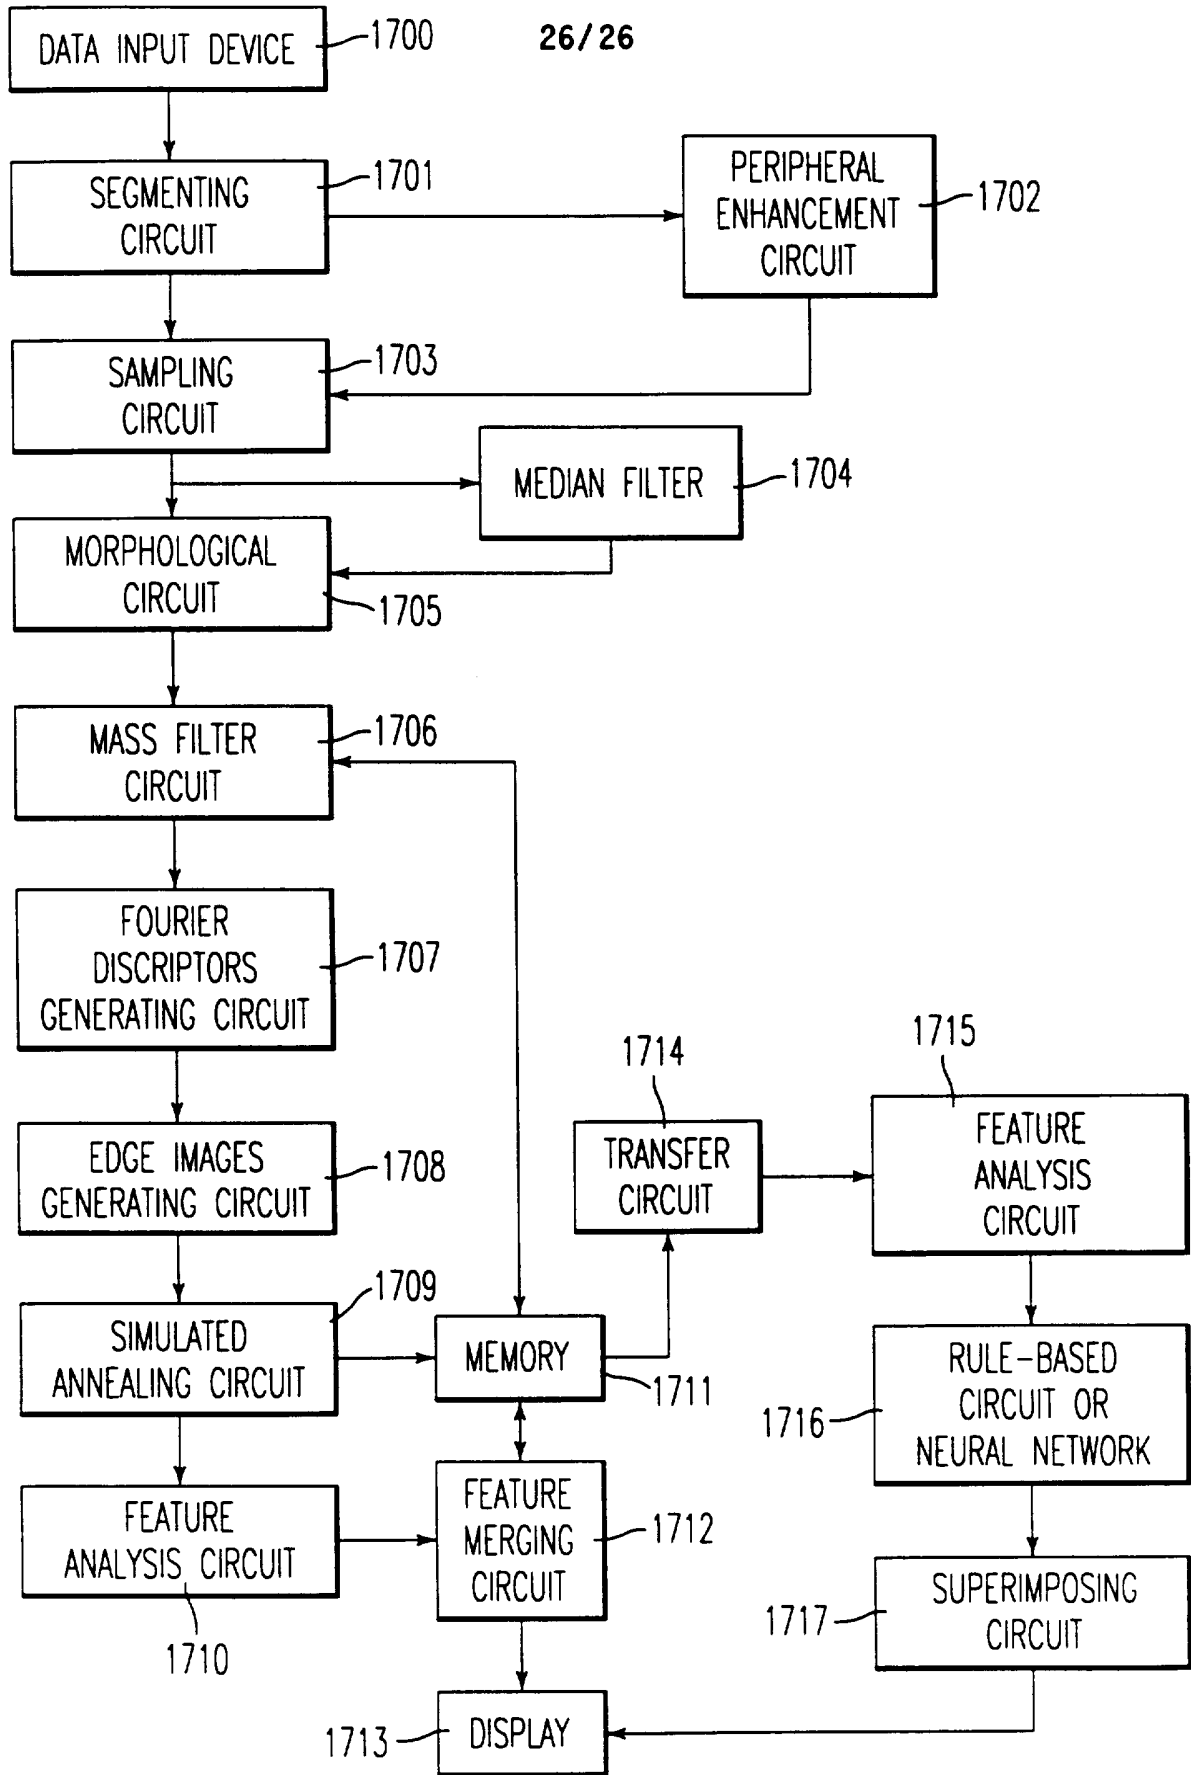 26/26
DATA INPUT DEVICE
1700
SEGMENTING
CIRCUIT
1701
PERIPHERAL
ENHANCEMENT
CIRCUIT
1702
SAMPLING
CIRCUIT
1703
MEDIAN FILTER
1704
MORPHOLOGICAL
CIRCUIT
1705
MASS FILTER
CIRCUIT
1706
FOURIER
DISCRIPTORS
GENERATING CIRCUIT
1707
EDGE IMAGES
GENERATING CIRCUIT
1708
SIMULATED
ANNEALING CIRCUIT
1709
FEATURE
ANALYSIS CIRCUIT
1710
MEMORY
1711
FEATURE
MERGING
CIRCUIT
1712
DISPLAY
1713
1714
TRANSFER
CIRCUIT
1715
FEATURE
ANALYSIS
CIRCUIT
RULE-BASED
CIRCUIT OR
NEURAL NETWORK
1716
SUPERIMPOSING
CIRCUIT
1717